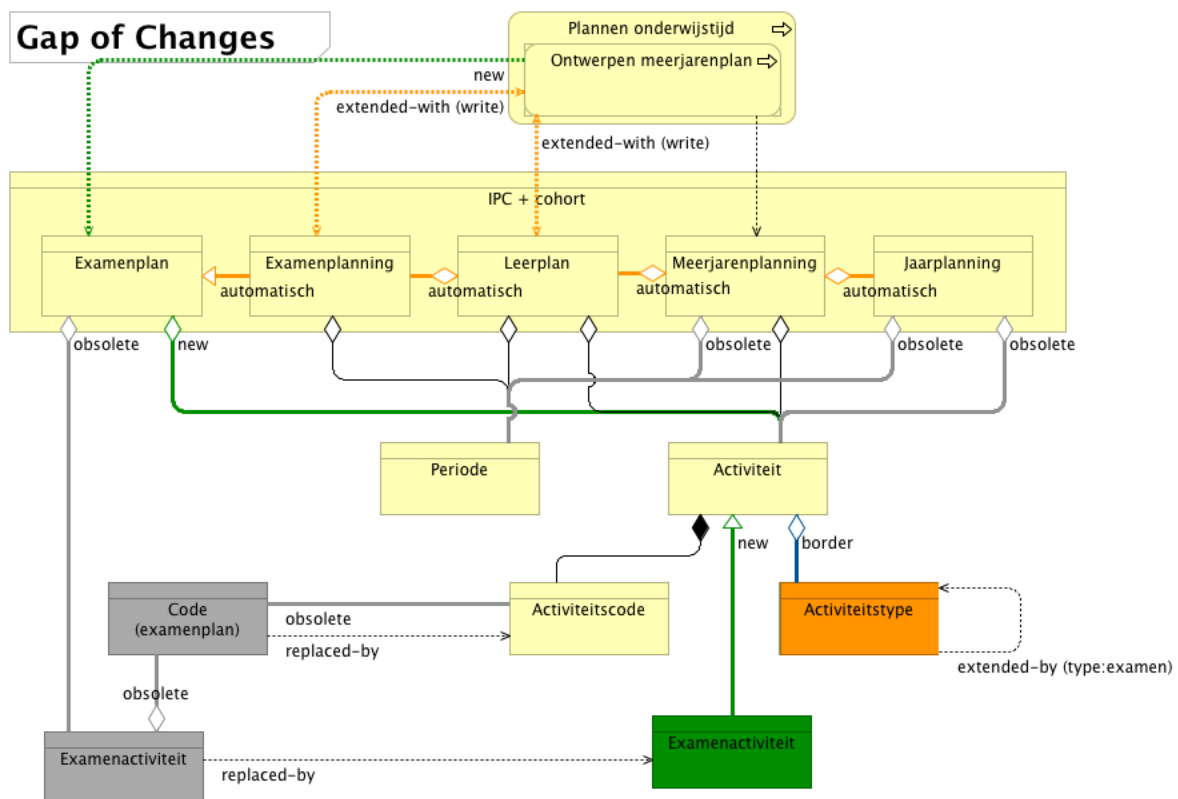 Gap of Changes
Plannen onderwijstijd
Ontwerpen meerjarenplan
new
extended-with (write)
extended-with (write)
IPC + cohort
Examenplan
Examenplanning
Leerplan
Meerjarenplanning
Jaarplanning
automatisch
automatisch
automatisch
automatisch
obsolete
new
obsolete
obsolete
obsolete
Periode
Activiteit
new
border
Code
(examenplan)
obsolete
replaced-by
Activiteitscode
Activiteitstype
extended-by (type:examen)
obsolete
Examenactiviteit
replaced-by
Examenactiviteit